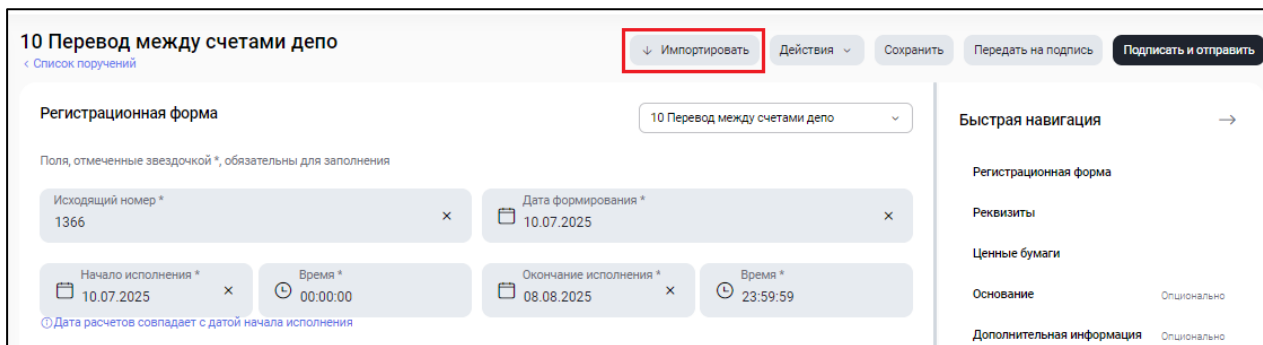 10 Перевод между счетами депо
‹ Список поручений
↓ Импортировать
Действия
Сохранить
Передать на подпись
Подписать и отправить
Регистрационная форма
10 Перевод между счетами депо
Поля, отмеченные звездочкой *, обязательны для заполнения
Исходящий номер *
1366
Дата формирования *
10.07.2025
Начало исполнения *
10.07.2025
Время *
00:00:00
Окончание исполнения *
08.08.2025
Время *
23:59:59
Дата расчетов совпадает с датой начала исполнения
Быстрая навигация →
Регистрационная форма
Реквизиты
Ценные бумаги
Основание Опционально
Дополнительная информация Опционально